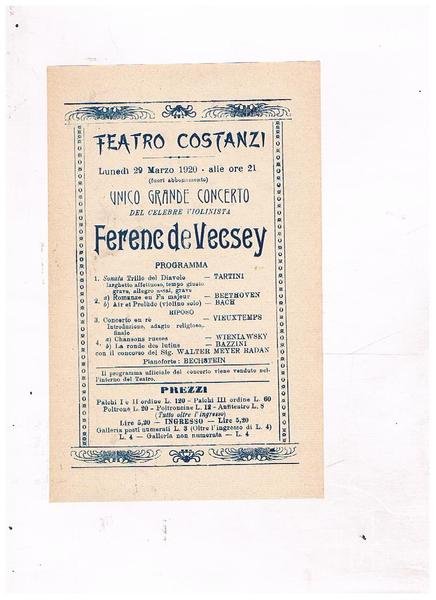 TEATRO COSTANZI
Lunedì 29 Marzo 1920 - alle ore 21
(fuori abbonamento)
UNICO GRANDE CONCERTO
DEL CELEBRE VIOLINISTA
Ferenc de Vecsey
PROGRAMMA
1. Sonata Trillo del Diavolo — TARTINI
larghetto affettuoso, tempo giusto
grave, allegro assai, grave
2. a) Romanze en Fa majeur — BEETHOVEN
b) Air et Prelùde (violino solo) — BACH
RIPOSO
3. Concerto en rè — VIEUXTEMPS
Introduzione, adagio religioso,
finale
4. a) Chansons russes — WIENIAWSKY
b) La ronde des lutins — BAZZINI
con il concorso del Sig. WALTER MEYER RADAN
Pianoforte: BECHSTEIN
Il programma ufficiale del concerto viene venduto nel-
l'interno del Teatro.
PREZZI
Palchi I e II ordine L. 120 - Palchi III ordine L. 60
Poltrone L. 20 - Poltroncine L. 12 - Anfiteatro L. 8
(Tutto oltre l'ingresso)
Lire 5,20 — INGRESSO — Lire 5,20
Galleria posti numerati L. 3 (Oltre l'ingresso di L. 4)
L. 4 — Galleria non numerata — L. 4